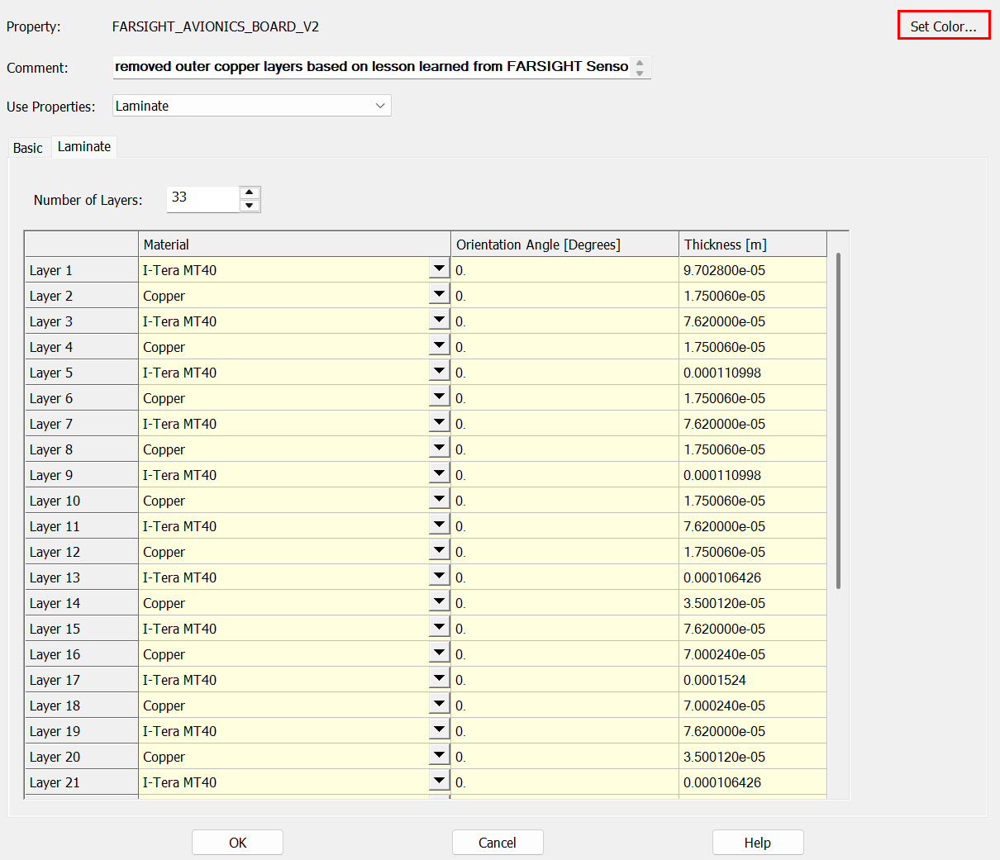 Property: FARSIGHT_AVIONICS_BOARD_V2 Set Color...
Comment: removed outer copper layers based on lesson learned from FARSIGHT Senso
Use Properties: Laminate
Basic Laminate
Number of Layers: 33
Material Orientation Angle [Degrees] Thickness [m]
Layer 1 I-Tera MT40 0. 9.702800e-05
Layer 2 Copper 0. 1.750060e-05
Layer 3 I-Tera MT40 0. 7.620000e-05
Layer 4 Copper 0. 1.750060e-05
Layer 5 I-Tera MT40 0. 0.000110998
Layer 6 Copper 0. 1.750060e-05
Layer 7 I-Tera MT40 0. 7.620000e-05
Layer 8 Copper 0. 1.750060e-05
Layer 9 I-Tera MT40 0. 0.000110998
Layer 10 Copper 0. 1.750060e-05
Layer 11 I-Tera MT40 0. 7.620000e-05
Layer 12 Copper 0. 1.750060e-05
Layer 13 I-Tera MT40 0. 0.000106426
Layer 14 Copper 0. 3.500120e-05
Layer 15 I-Tera MT40 0. 7.620000e-05
Layer 16 Copper 0. 7.000240e-05
Layer 17 I-Tera MT40 0. 0.0001524
Layer 18 Copper 0. 7.000240e-05
Layer 19 I-Tera MT40 0. 7.620000e-05
Layer 20 Copper 0. 3.500120e-05
Layer 21 I-Tera MT40 0. 0.000106426
OK Cancel Help